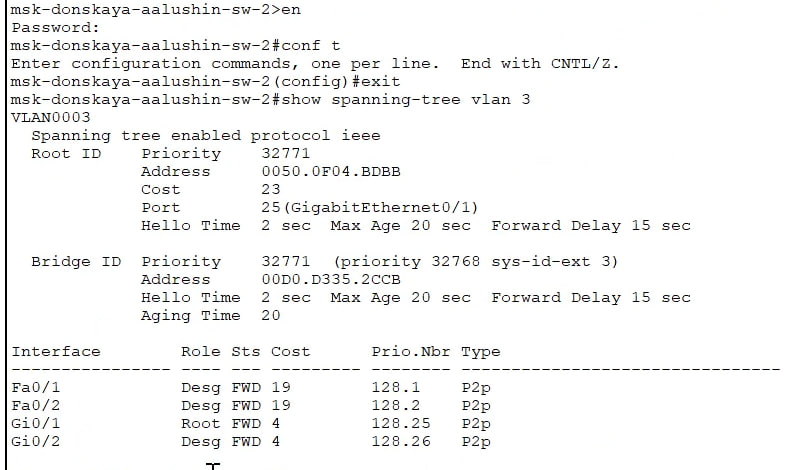 msk-donskaya-aalushin-sw-2>en
Password:
msk-donskaya-aalushin-sw-2#conf t
Enter configuration commands, one per line.  End with CNTL/Z.
msk-donskaya-aalushin-sw-2(config)#exit
msk-donskaya-aalushin-sw-2#show spanning-tree vlan 3
VLAN0003
  Spanning tree enabled protocol ieee
  Root ID    Priority    32771
             Address     0050.0F04.BDBB
             Cost        23
             Port        25(GigabitEthernet0/1)
             Hello Time  2 sec  Max Age 20 sec  Forward Delay 15 sec

  Bridge ID  Priority    32771  (priority 32768 sys-id-ext 3)
             Address     00D0.D335.2CCB
             Hello Time  2 sec  Max Age 20 sec  Forward Delay 15 sec
             Aging Time  20

Interface        Role Sts Cost      Prio.Nbr Type
---------------- ---- --- --------- -------- --------------------------------
Fa0/1            Desg FWD 19        128.1    P2p
Fa0/2            Desg FWD 19        128.2    P2p
Gi0/1            Root FWD 4         128.25   P2p
Gi0/2            Desg FWD 4         128.26   P2p